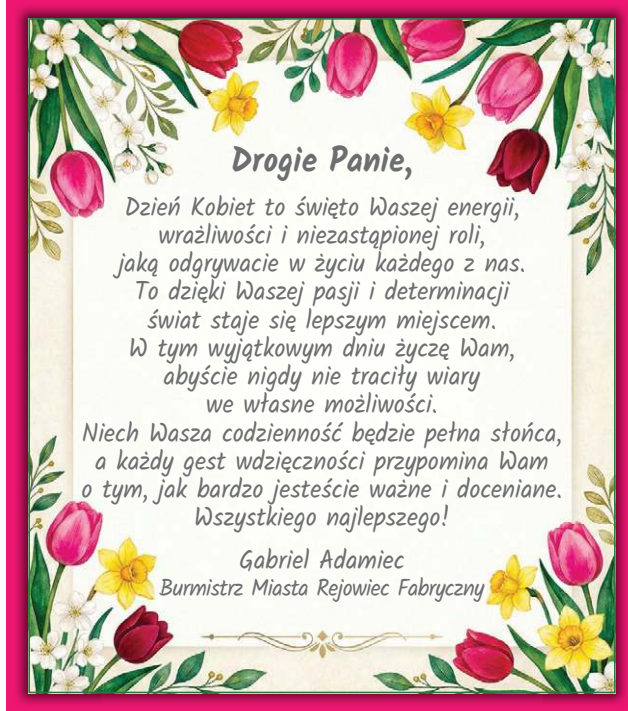 Drogie Panie,
Dzień Kobiet to święto Waszej energii,
wrażliwości i niezastąpionej roli,
jaką odgrywacie w życiu każdego z nas.
To dzięki Waszej pasji i determinacji
świat staje się lepszym miejscem.
W tym wyjątkowym dniu życzę Wam,
abyście nigdy nie traciły wiary
we własne możliwości.
Niech Wasza codzienność będzie pełna słońca,
a każdy gest wdzięczności przypomina Wam
o tym, jak bardzo jesteście ważne i doceniane.
Wszystkiego najlepszego!
Gabriel Adamiec
Burmistrz Miasta Rejowiec Fabryczny